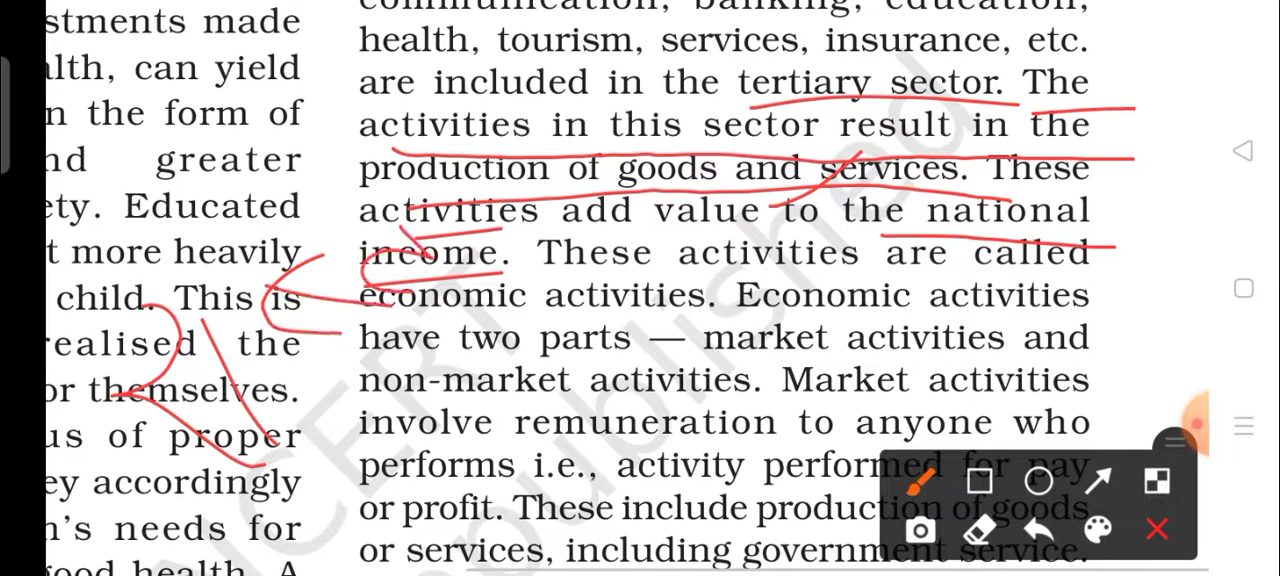 stments made
alth, can yield
n the form of
nd greater
ety. Educated
t more heavily
child. This is
realised the
or themselves.
us of proper
ey accordingly
n's needs for
good health. A
communication, banking, education,
health, tourism, services, insurance, etc.
are included in the tertiary sector. The
activities in this sector result in the
production of goods and services. These
activities add value to the national
income. These activities are called
economic activities. Economic activities
have two parts — market activities and
non-market activities. Market activities
involve remuneration to anyone who
performs i.e., activity performed for pay
or profit. These include production of goods
or services, including government service.
NCERT
published